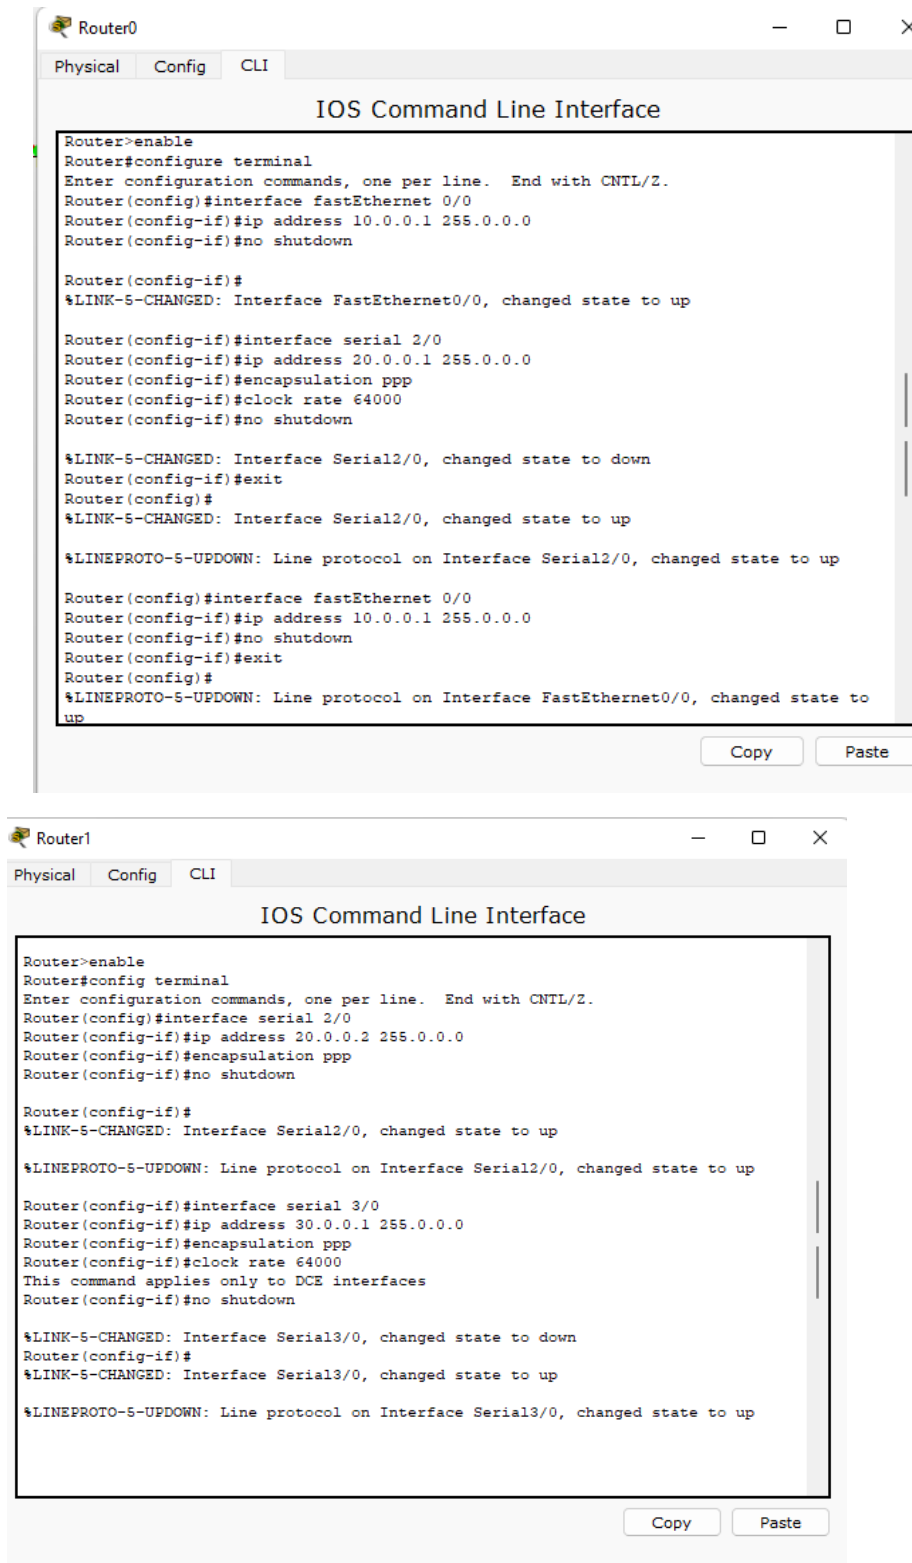 Router0
Physical Config CLI
IOS Command Line Interface
Router>enable
Router#configure terminal
Enter configuration commands, one per line.  End with CNTL/Z.
Router(config)#interface fastEthernet 0/0
Router(config-if)#ip address 10.0.0.1 255.0.0.0
Router(config-if)#no shutdown
Router(config-if)#
%LINK-5-CHANGED: Interface FastEthernet0/0, changed state to up
Router(config-if)#interface serial 2/0
Router(config-if)#ip address 20.0.0.1 255.0.0.0
Router(config-if)#encapsulation ppp
Router(config-if)#clock rate 64000
Router(config-if)#no shutdown
%LINK-5-CHANGED: Interface Serial2/0, changed state to down
Router(config-if)#exit
Router(config)#
%LINK-5-CHANGED: Interface Serial2/0, changed state to up
%LINEPROTO-5-UPDOWN: Line protocol on Interface Serial2/0, changed state to up
Router(config)#interface fastEthernet 0/0
Router(config-if)#ip address 10.0.0.1 255.0.0.0
Router(config-if)#no shutdown
Router(config-if)#exit
Router(config)#
%LINEPROTO-5-UPDOWN: Line protocol on Interface FastEthernet0/0, changed state to
up
Copy Paste
Router1
Physical Config CLI
IOS Command Line Interface
Router>enable
Router#config terminal
Enter configuration commands, one per line.  End with CNTL/Z.
Router(config)#interface serial 2/0
Router(config-if)#ip address 20.0.0.2 255.0.0.0
Router(config-if)#encapsulation ppp
Router(config-if)#no shutdown
Router(config-if)#
%LINK-5-CHANGED: Interface Serial2/0, changed state to up
%LINEPROTO-5-UPDOWN: Line protocol on Interface Serial2/0, changed state to up
Router(config-if)#interface serial 3/0
Router(config-if)#ip address 30.0.0.1 255.0.0.0
Router(config-if)#encapsulation ppp
Router(config-if)#clock rate 64000
This command applies only to DCE interfaces
Router(config-if)#no shutdown
%LINK-5-CHANGED: Interface Serial3/0, changed state to down
Router(config-if)#
%LINK-5-CHANGED: Interface Serial3/0, changed state to up
%LINEPROTO-5-UPDOWN: Line protocol on Interface Serial3/0, changed state to up
Copy Paste